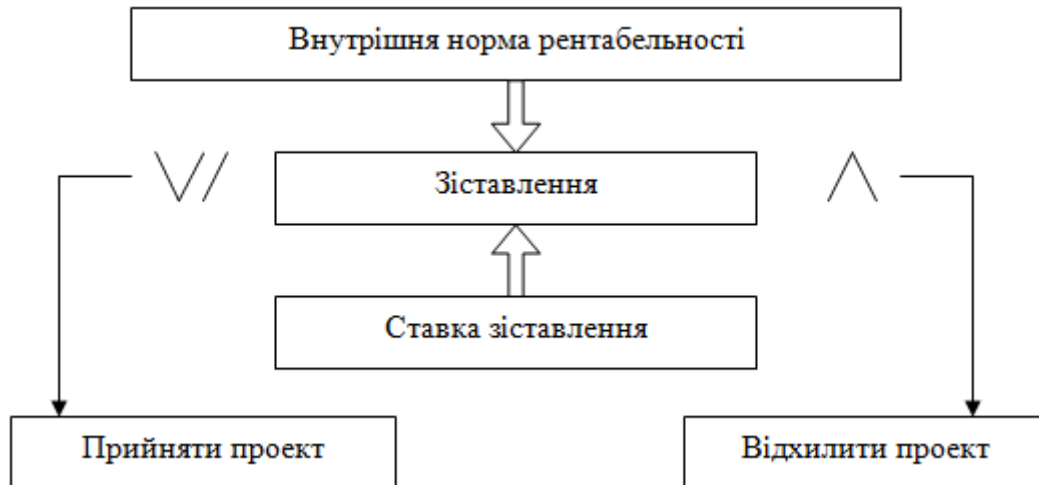 Внутрішня норма рентабельності
Зіставлення
Ставка зіставлення
Прийняти проект
Відхилити проект